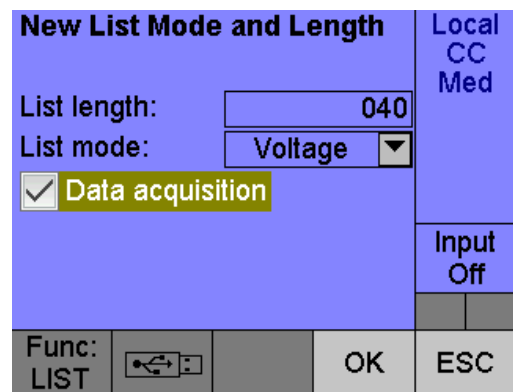 New List Mode and Length
Local
CC
Med
List length: 040
List mode: Voltage
Data acquisition
Input
Off
Func:
LIST
OK
ESC